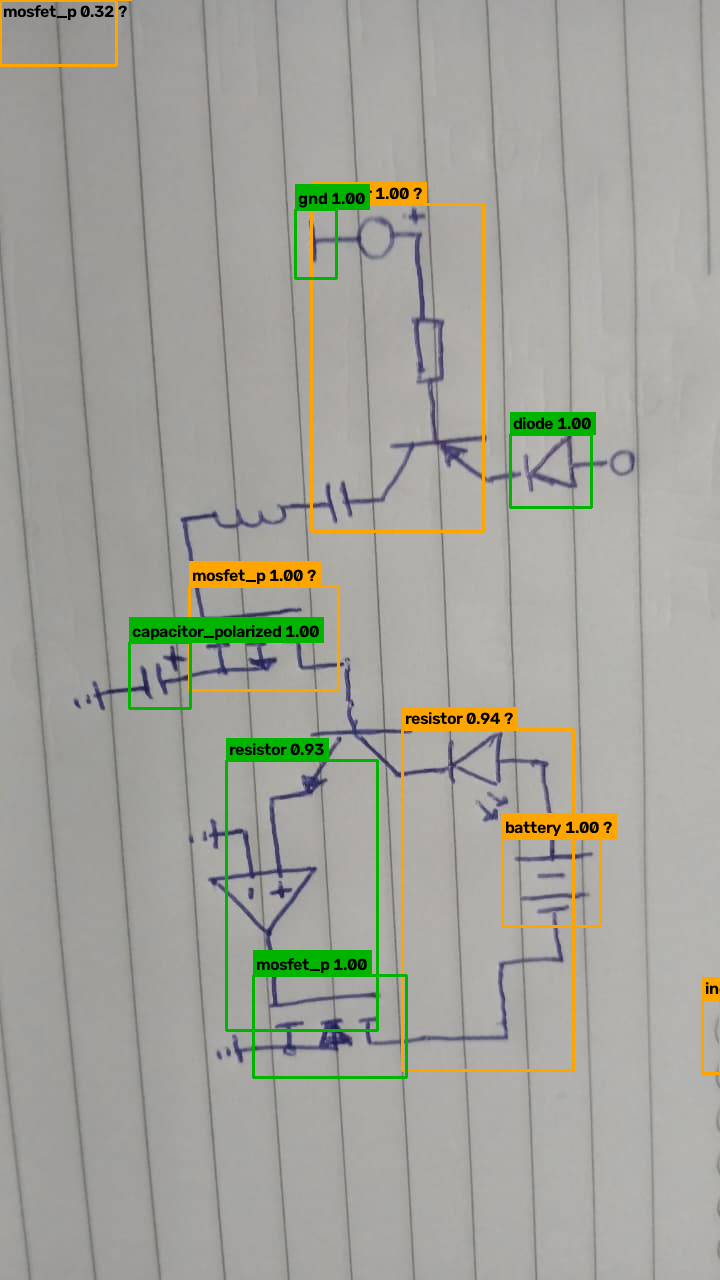 mosfet_p 0.32 ?
gnd 1.00
1.00 ?
+
diode 1.00
mosfet_p 1.00 ?
capacitor_polarized 1.00
+
resistor 0.94 ?
resistor 0.93
battery 1.00 ?
- +
mosfet_p 1.00
in